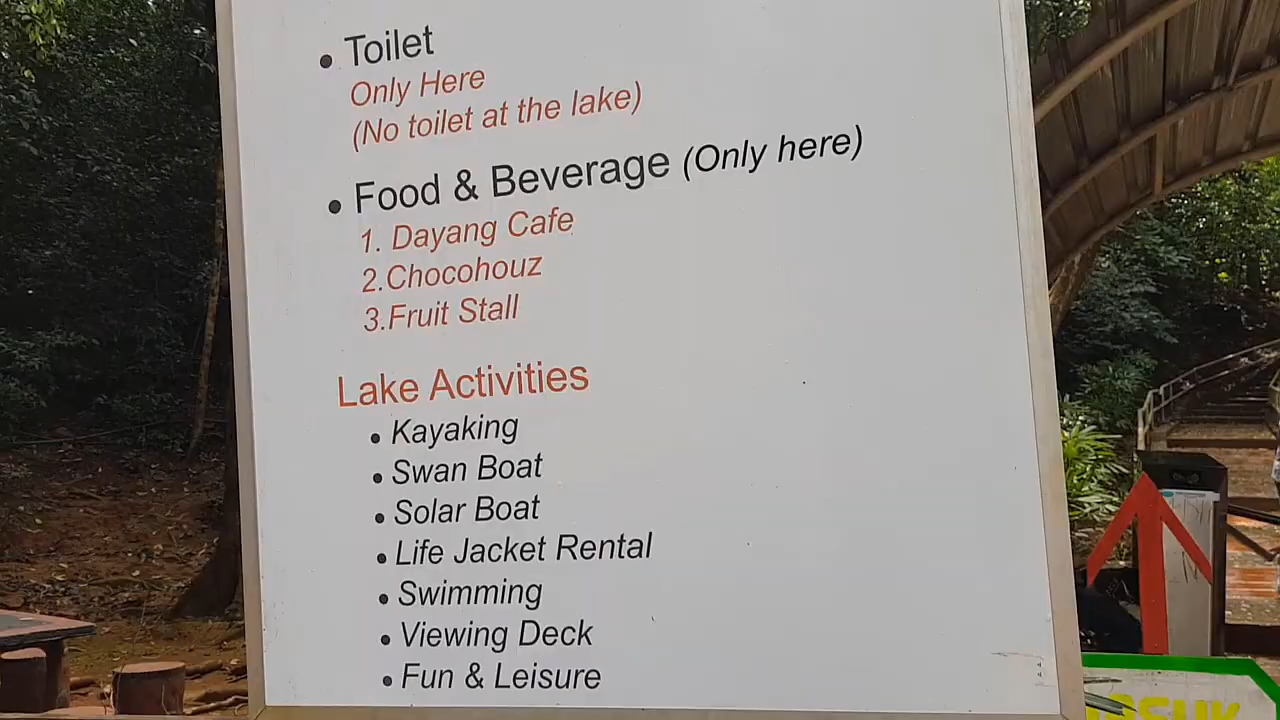 • Toilet
Only Here
(No toilet at the lake)
• Food & Beverage (Only here)
1. Dayang Cafe
2.Chocohouz
3.Fruit Stall
Lake Activities
• Kayaking
• Swan Boat
• Solar Boat
• Life Jacket Rental
• Swimming
• Viewing Deck
• Fun & Leisure